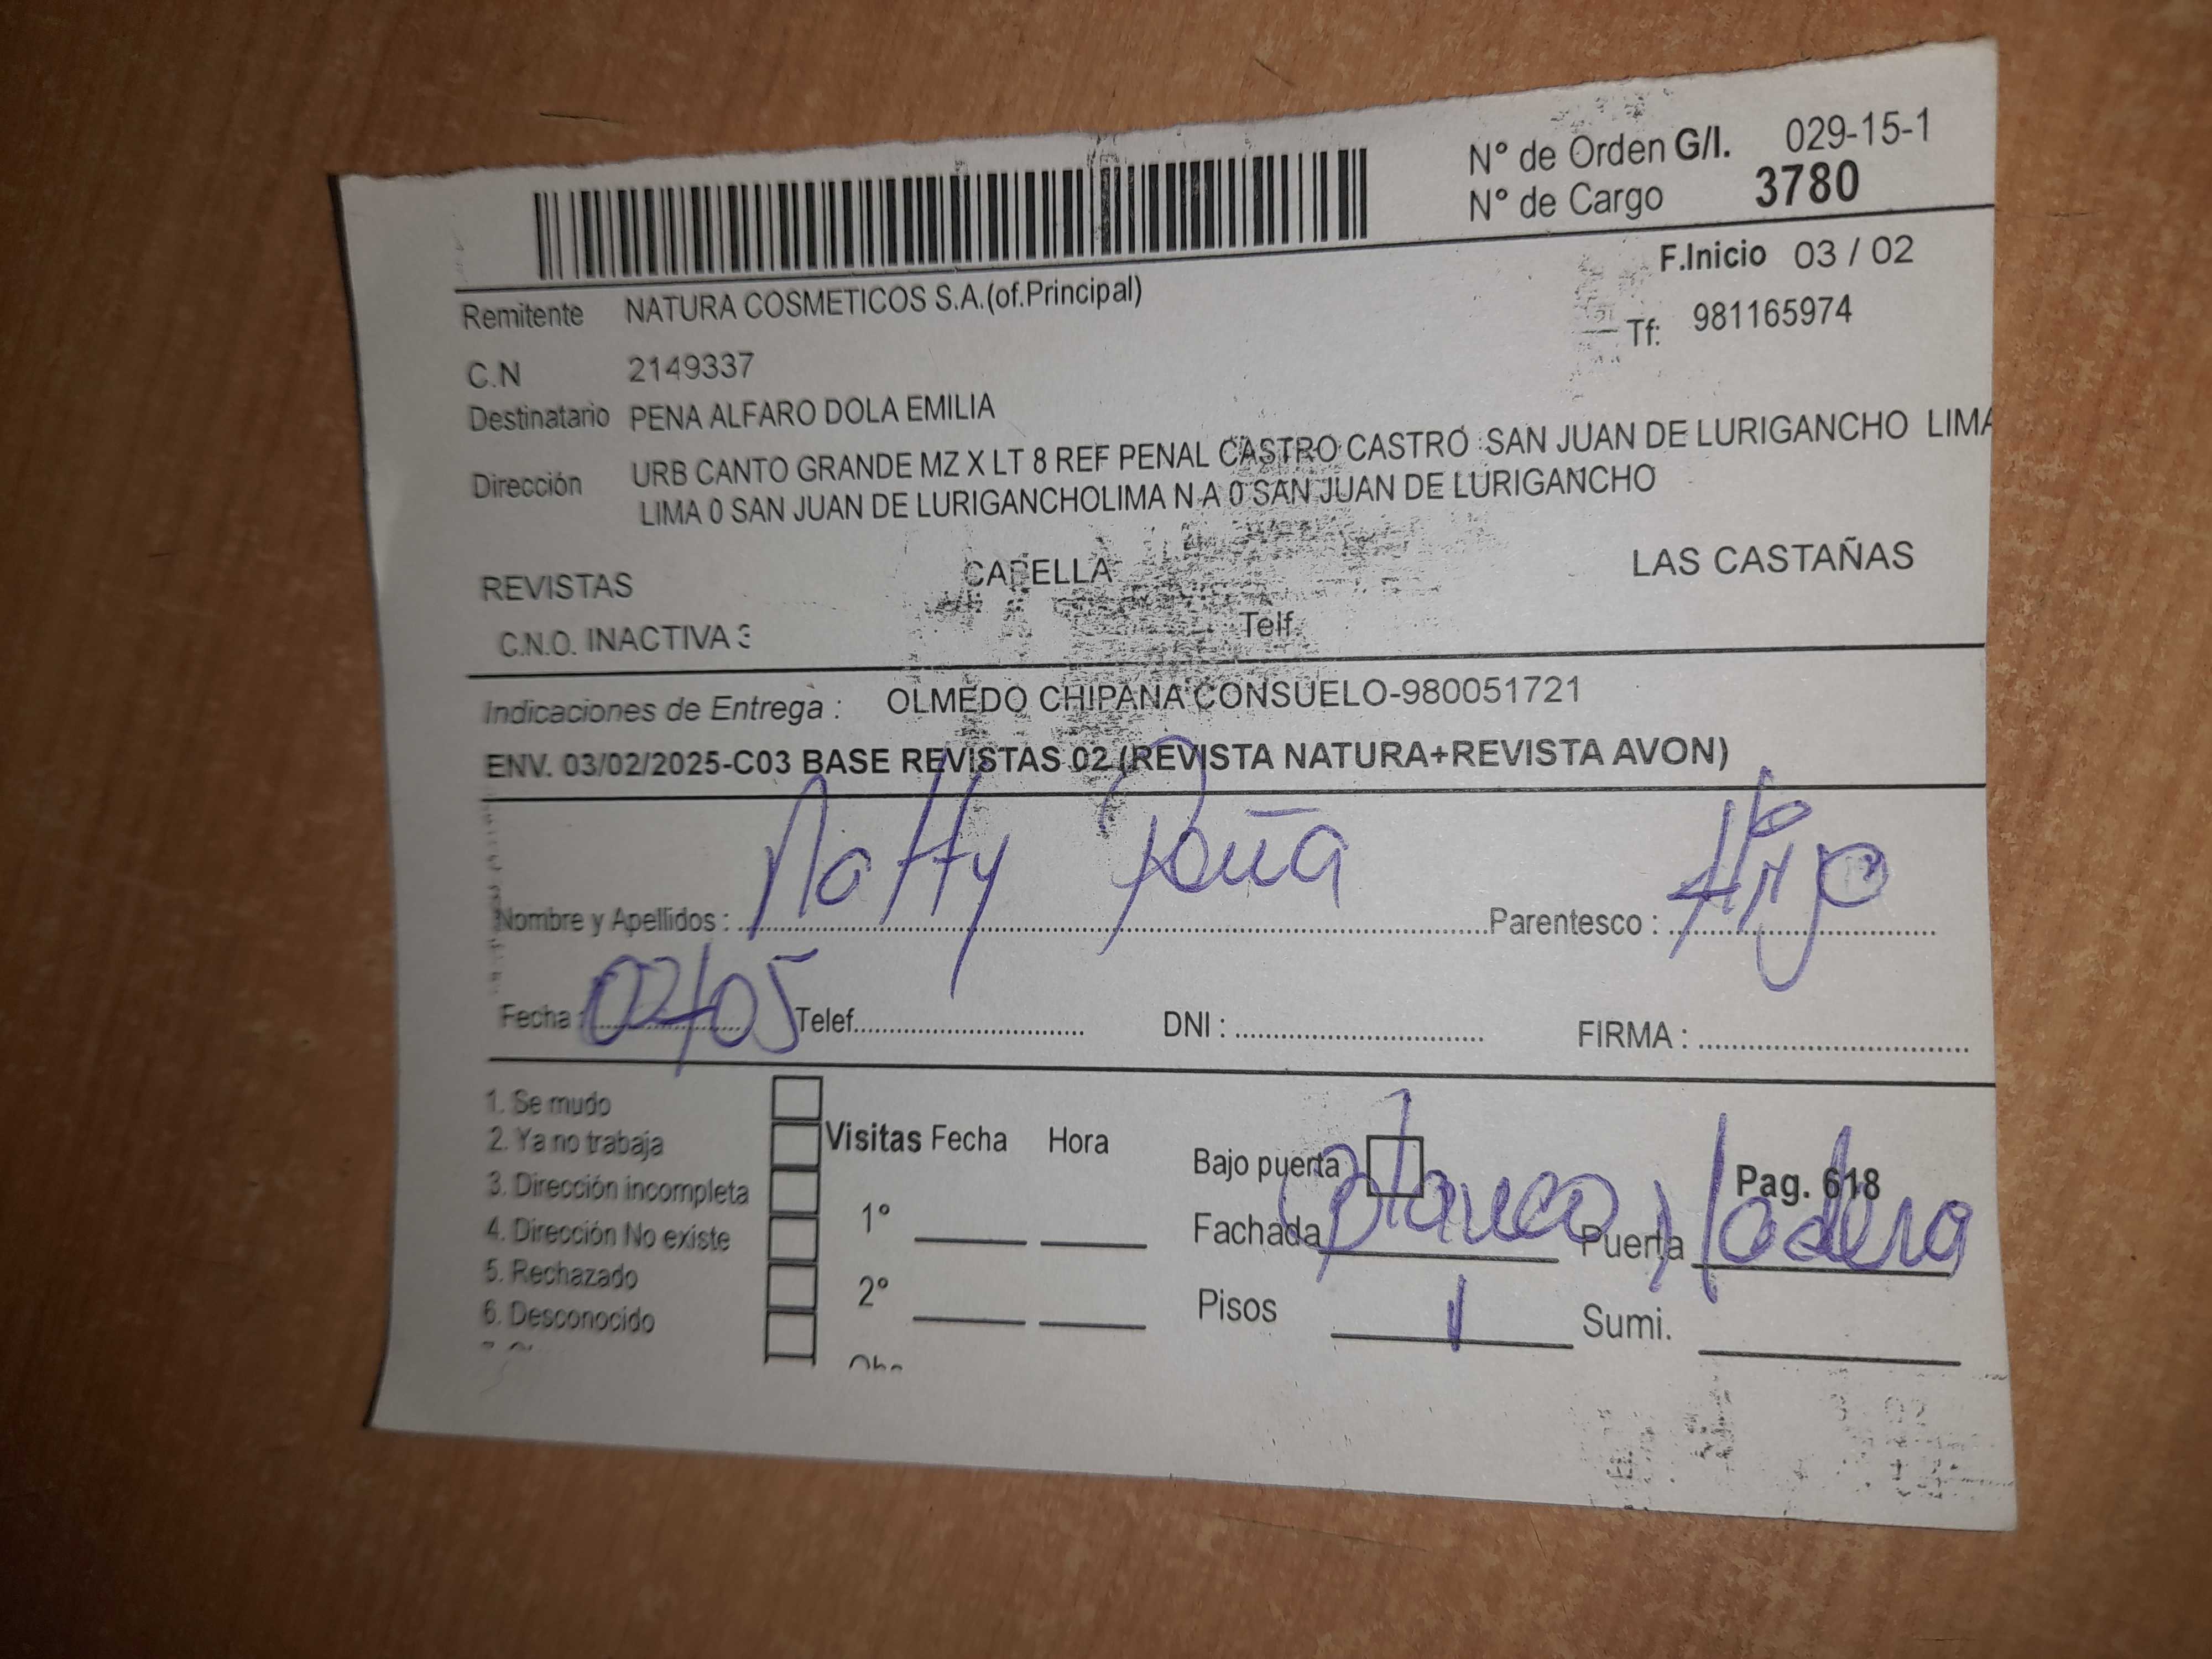 N° de Orden G/I. 029-15-1
N° de Cargo 3780
F.Inicio 03 / 02
Remitente NATURA COSMETICOS S.A.(of.Principal)
Tf: 981165974
C.N 2149337
Destinatario PENA ALFARO DOLA EMILIA
Dirección URB CANTO GRANDE MZ X LT 8 REF PENAL CASTRO CASTRO SAN JUAN DE LURIGANCHO LIMA
LIMA 0 SAN JUAN DE LURIGANCHOLIMA N A 0 SAN JUAN DE LURIGANCHO
REVISTAS CAPELLA LAS CASTAÑAS
C.N.O. INACTIVA 3 Telf.
Indicaciones de Entrega : OLMEDO CHIPANA CONSUELO-980051721
ENV. 03/02/2025-C03 BASE REVISTAS 02 (REVISTA NATURA+REVISTA AVON)
Nombre y Apellidos : Natty Peña Parentesco : Hijo
Fecha : 02/05 Telef. DNI : FIRMA :
1. Se mudo
2. Ya no trabaja
3. Dirección incompleta
4. Dirección No existe
5. Rechazado
6. Desconocido
Visitas Fecha Hora
1°
2°
Bajo puerta Pag. 618
Fachada Blanco Puerta Madera
Pisos 1 Sumi.